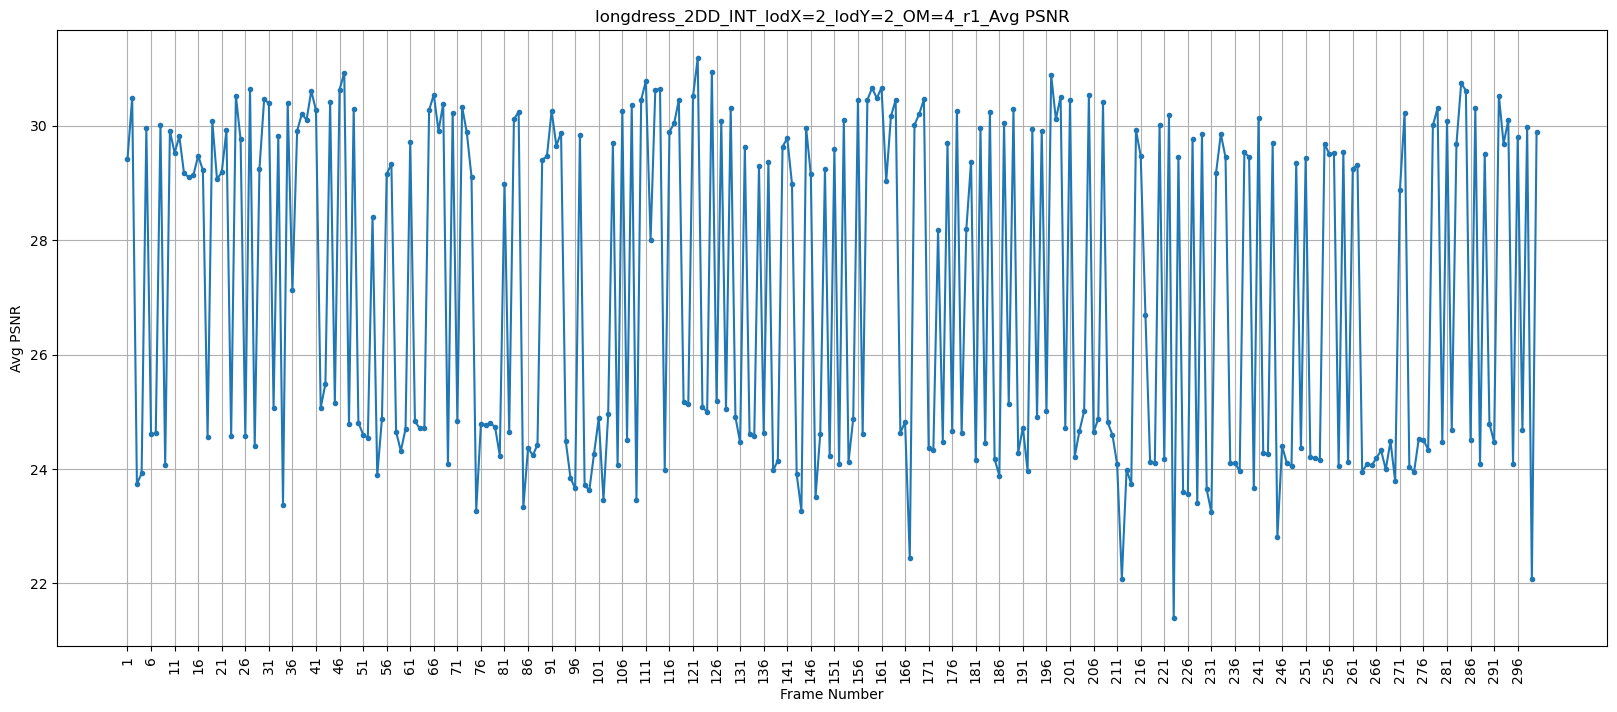 longdress_2DD_INT_lodX=2_lodY=2_OM=4_r1_Avg PSNR
Avg PSNR
30
28
26
24
22
1 6 11 16 21 26 31 36 41 46 51 56 61 66 71 76 81 86 91 96 101 106 111 116 121 126 131 136 141 146 151 156 161 166 171 176 181 186 191 196 201 206 211 216 221 226 231 236 241 246 251 256 261 266 271 276 281 286 291 296
Frame Number